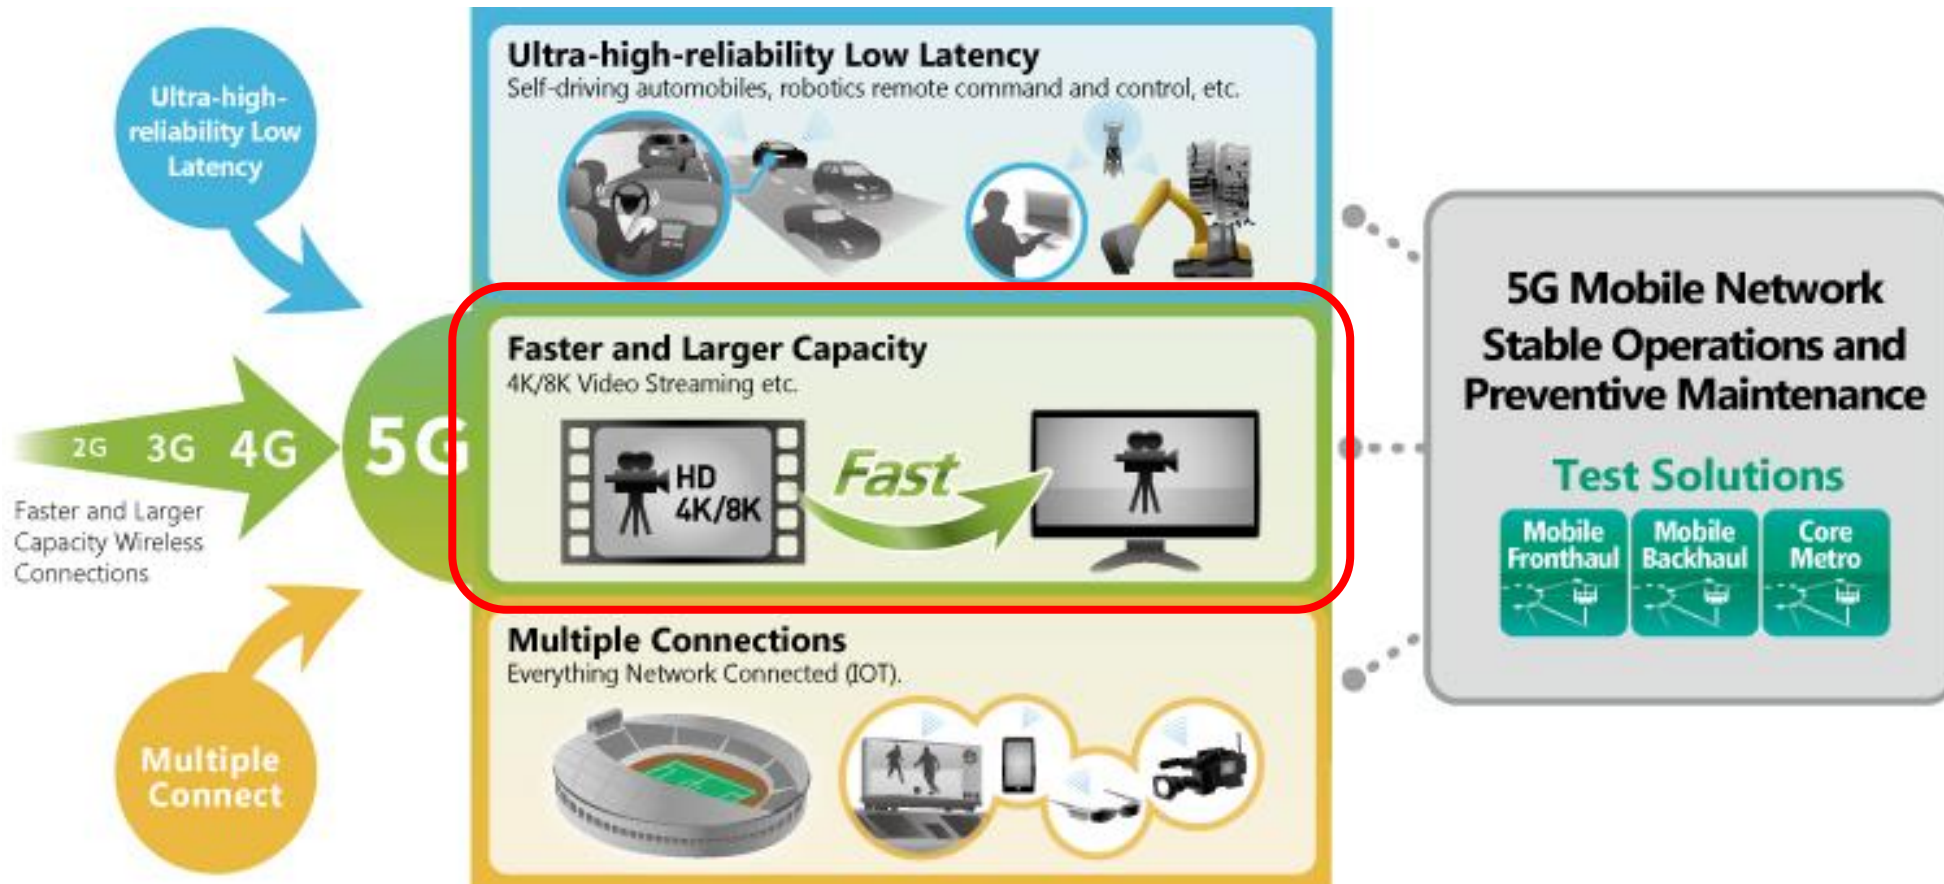 Ultra-high-
reliability Low
Latency
2G 3G 4G 5G
Faster and Larger
Capacity Wireless
Connections
Multiple
Connect
Ultra-high-reliability Low Latency
Self-driving automobiles, robotics remote command and control, etc.
Faster and Larger Capacity
4K/8K Video Streaming etc.
HD
4K/8K
Fast
Multiple Connections
Everything Network Connected (IOT).
5G Mobile Network
Stable Operations and
Preventive Maintenance
Test Solutions
Mobile
Fronthaul
Mobile
Backhaul
Core
Metro